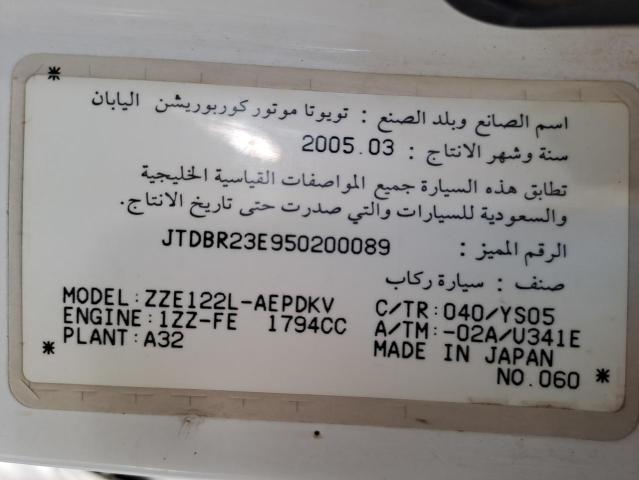 اسم الصانع وبلد الصنع : تويوتا موتور كوربوريشن اليابان
سنة وشهر الانتاج : 2005.03
تطابق هذه السيارة جميع المواصفات القياسية الخليجية
والسعودية للسيارات والتي صدرت حتى تاريخ الانتاج.
الرقم المميز : JTDBR23E950200089
صنف : سيارة ركاب
MODEL:ZZE122L-AEPDKV C/TR:040/YS05
ENGINE:1ZZ-FE 1794CC A/TM:-02A/U341E
PLANT:A32 MADE IN JAPAN
NO.060